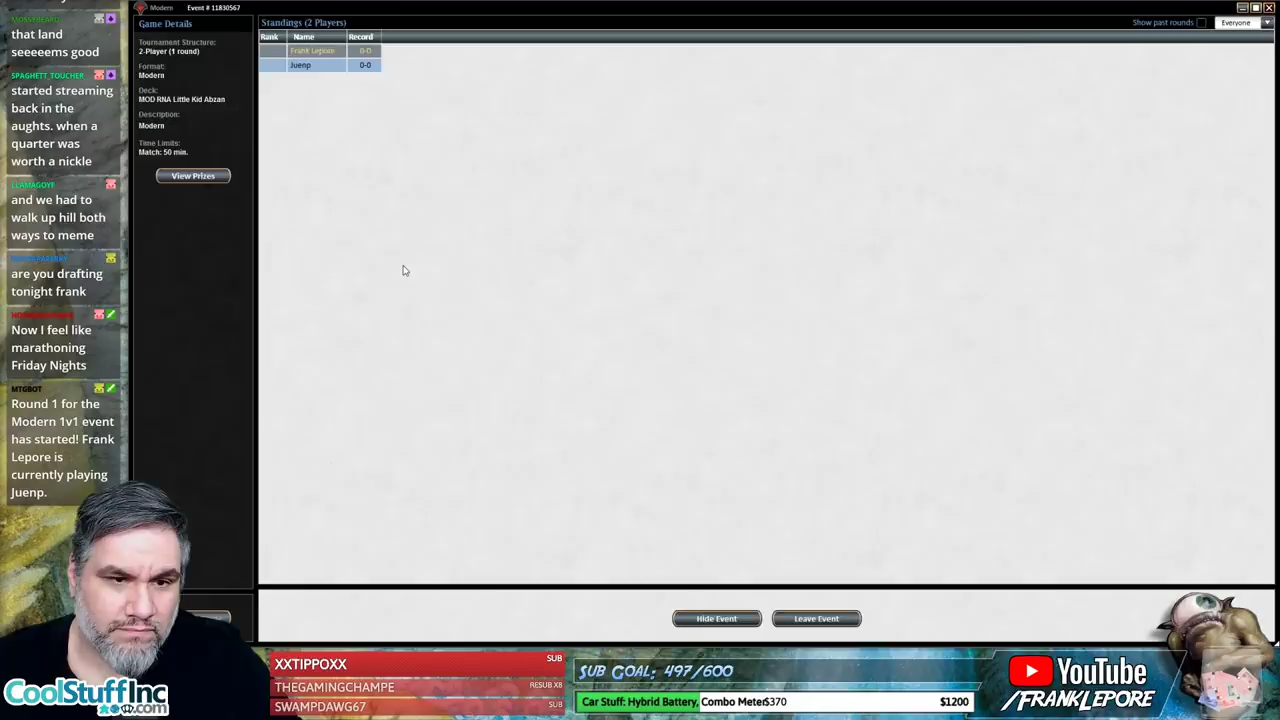 MOSSYBEARD
that land
seeeeems good
SPAGHETT_TOUCHER
started streaming
back in the
aughts. when a
quarter was
worth a nickle
LLAMAGOYF
and we had to
walk up hill both
ways to meme
are you drafting
tonight frank
Now I feel like
marathoning
Friday Nights
MTGBOT
Round 1 for the
Modern 1v1 event
has started! Frank
Lepore is
currently playing
Juenp.
CoolStuffInc
.com
Modern Event # 11830567
Game Details
Tournament Structure:
2-Player (1 round)
Format:
Modern
Deck:
MOD RNA Little Kid Abzan
Description:
Modern
Time Limits:
Match: 50 min.
View Prizes
Standings (2 Players)
Show past rounds
Everyone
Rank Name Record
Frank Lepore 0-0
Juenp 0-0
Hide Event Leave Event
XXTIPPOXX SUB
THEGAMINGCHAMPE RESUB X8
SWAMPDAWG67 SUB
SUB GOAL: 497/600
Car Stuff: Hybrid Battery, Combo Meter$370 $1200
YouTube
/FRANKLEPORE